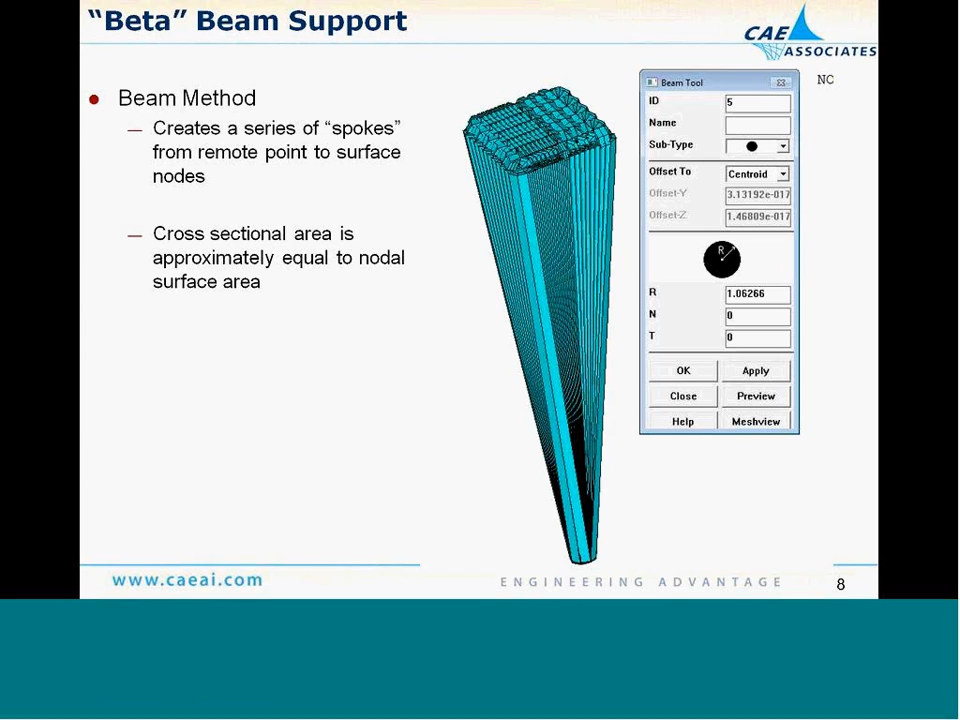 “Beta” Beam Support
CAE
ASSOCIATES
● Beam Method
— Creates a series of “spokes”
from remote point to surface
nodes
— Cross sectional area is
approximately equal to nodal
surface area
NC
Beam Tool
ID 5
Name
Sub-Type
Offset To Centroid
Offset-Y 3.13192e-017
Offset-Z 1.46809e-017
R
R 1.06266
N 0
T 0
OK Apply
Close Preview
Help Meshview
www.caeai.com
ENGINEERING ADVANTAGE
8